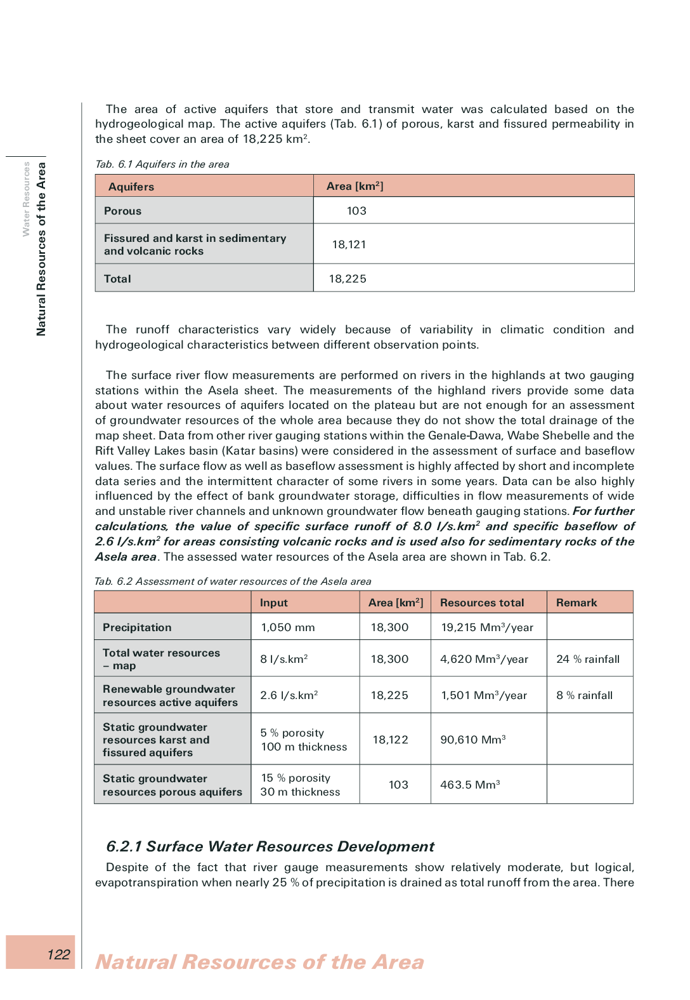 The area of active aquifers that store and transmit water was calculated based on the
hydrogeological map. The active aquifers (Tab. 6.1) of porous, karst and fissured permeability in
the sheet cover an area of 18,225 km².
Tab. 6.1 Aquifers in the area
Aquifers Area [km²]
Porous 103
Fissured and karst in sedimentary
and volcanic rocks 18,121
Total 18,225
Water Resources
Natural Resources of the Area
The runoff characteristics vary widely because of variability in climatic condition and
hydrogeological characteristics between different observation points.
The surface river flow measurements are performed on rivers in the highlands at two gauging
stations within the Asela sheet. The measurements of the highland rivers provide some data
about water resources of aquifers located on the plateau but are not enough for an assessment
of groundwater resources of the whole area because they do not show the total drainage of the
map sheet. Data from other river gauging stations within the Genale-Dawa, Wabe Shebelle and the
Rift Valley Lakes basin (Katar basins) were considered in the assessment of surface and baseflow
values. The surface flow as well as baseflow assessment is highly affected by short and incomplete
data series and the intermittent character of some rivers in some years. Data can be also highly
influenced by the effect of bank groundwater storage, difficulties in flow measurements of wide
and unstable river channels and unknown groundwater flow beneath gauging stations. For further
calculations, the value of specific surface runoff of 8.0 l/s.km² and specific baseflow of
2.6 l/s.km² for areas consisting volcanic rocks and is used also for sedimentary rocks of the
Asela area. The assessed water resources of the Asela area are shown in Tab. 6.2.
Tab. 6.2 Assessment of water resources of the Asela area
Input Area [km²] Resources total Remark
Precipitation 1,050 mm 18,300 19,215 Mm³/year
Total water resources
– map 8 l/s.km² 18,300 4,620 Mm³/year 24 % rainfall
Renewable groundwater
resources active aquifers 2.6 l/s.km² 18,225 1,501 Mm³/year 8 % rainfall
Static groundwater
resources karst and
fissured aquifers 5 % porosity
100 m thickness 18,122 90,610 Mm³
Static groundwater
resources porous aquifers 15 % porosity
30 m thickness 103 463.5 Mm³
6.2.1 Surface Water Resources Development
Despite of the fact that river gauge measurements show relatively moderate, but logical,
evapotranspiration when nearly 25 % of precipitation is drained as total runoff from the area. There
122
Natural Resources of the Area